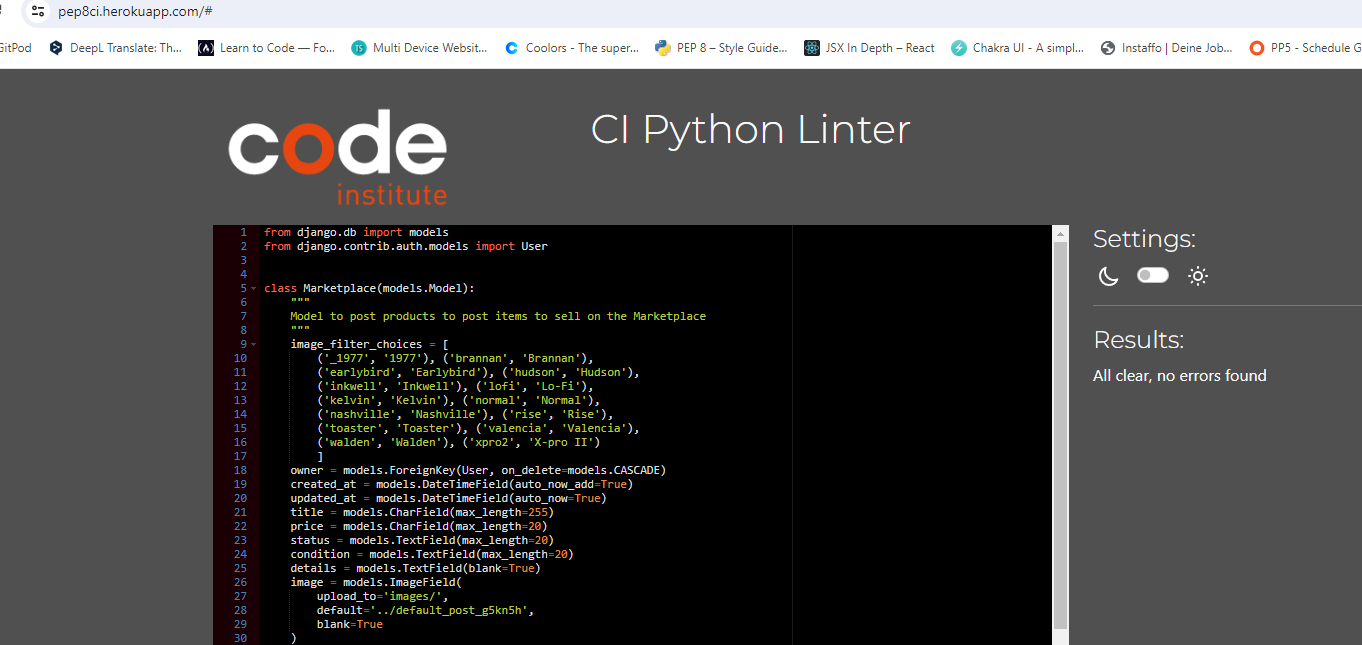 pep8ci.herokuapp.com/#
GitPod DeepL Translate: Th... Learn to Code — Fo... Multi Device Websit... Coolors - The super... PEP 8 – Style Guide... JSX In Depth – React Chakra UI - A simpl... Instaffo | Deine Job... PP5 - Schedule G
code
institute
CI Python Linter
1 from django.db import models
2 from django.contrib.auth.models import User
3
4
5 class Marketplace(models.Model):
6 """
7 Model to post products to post items to sell on the Marketplace
8 """
9 image_filter_choices = [
10 ('_1977', '1977'), ('brannan', 'Brannan'),
11 ('earlybird', 'Earlybird'), ('hudson', 'Hudson'),
12 ('inkwell', 'Inkwell'), ('lofi', 'Lo-Fi'),
13 ('kelvin', 'Kelvin'), ('normal', 'Normal'),
14 ('nashville', 'Nashville'), ('rise', 'Rise'),
15 ('toaster', 'Toaster'), ('valencia', 'Valencia'),
16 ('walden', 'Walden'), ('xpro2', 'X-pro II')
17 ]
18 owner = models.ForeignKey(User, on_delete=models.CASCADE)
19 created_at = models.DateTimeField(auto_now_add=True)
20 updated_at = models.DateTimeField(auto_now=True)
21 title = models.CharField(max_length=255)
22 price = models.CharField(max_length=20)
23 status = models.TextField(max_length=20)
24 condition = models.TextField(max_length=20)
25 details = models.TextField(blank=True)
26 image = models.ImageField(
27 upload_to='images/',
28 default='../default_post_g5kn5h',
29 blank=True
30 )
Settings:
Results:
All clear, no errors found